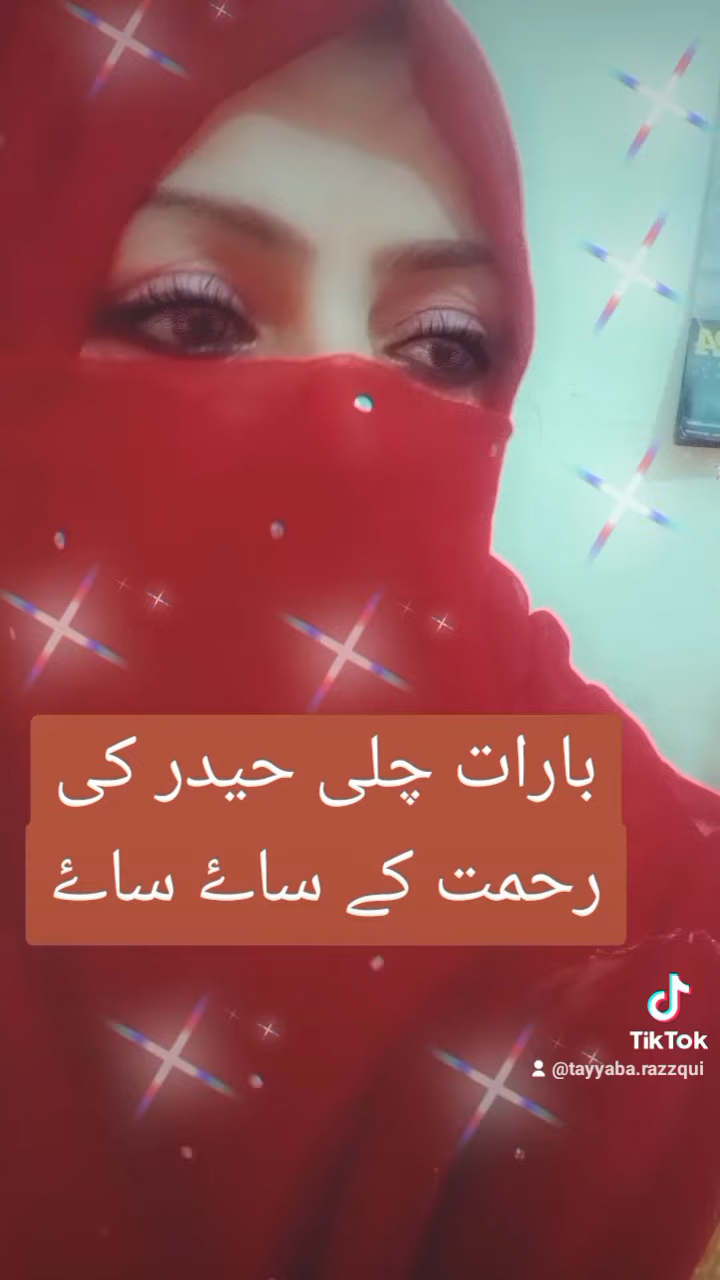 بارات چلی حیدر کی
رحمت کے سائے سائے
TikTok
@tayyaba.razzqui